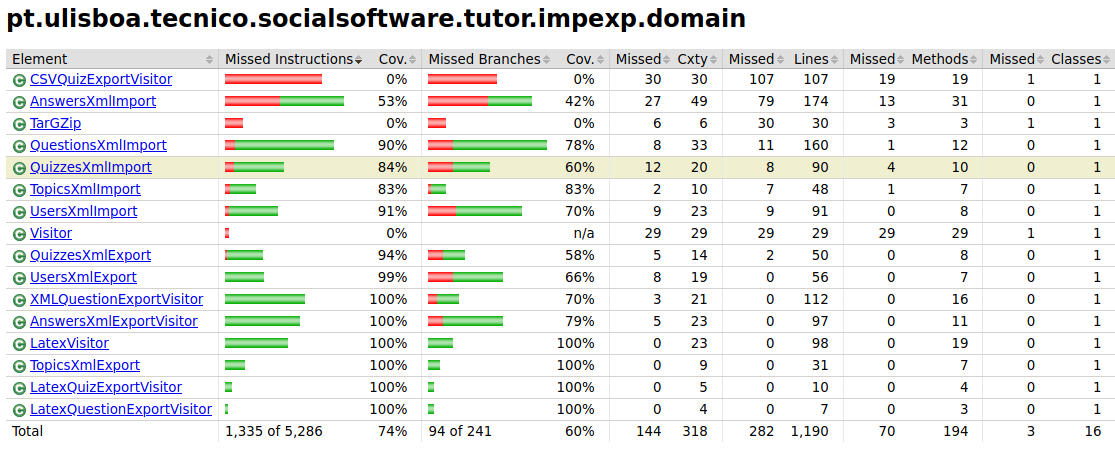 pt.ulisboa.tecnico.socialsoftware.tutor.impexp.domain
Element Missed Instructions Cov. Missed Branches Cov. Missed Cxty Missed Lines Missed Methods Missed Classes
C CSVQuizExportVisitor 0% 0% 30 30 107 107 19 19 1 1
C AnswersXmlImport 53% 42% 27 49 79 174 13 31 0 1
C TarGZip 0% 0% 6 6 30 30 3 3 1 1
C QuestionsXmlImport 90% 78% 8 33 11 160 1 12 0 1
C QuizzesXmlImport 84% 60% 12 20 8 90 4 10 0 1
C TopicsXmlImport 83% 83% 2 10 7 48 1 7 0 1
C UsersXmlImport 91% 70% 9 23 9 91 0 8 0 1
C Visitor 0% n/a 29 29 29 29 29 29 1 1
C QuizzesXmlExport 94% 58% 5 14 2 50 0 8 0 1
C UsersXmlExport 99% 66% 8 19 0 56 0 7 0 1
C XMLQuestionExportVisitor 100% 70% 3 21 0 112 0 16 0 1
C AnswersXmlExportVisitor 100% 79% 5 23 0 97 0 11 0 1
C LatexVisitor 100% 100% 0 23 0 98 0 19 0 1
C TopicsXmlExport 100% 100% 0 9 0 31 0 7 0 1
C LatexQuizExportVisitor 100% 100% 0 5 0 10 0 4 0 1
C LatexQuestionExportVisitor 100% 100% 0 4 0 7 0 3 0 1
Total 1,335 of 5,286 74% 94 of 241 60% 144 318 282 1,190 70 194 3 16